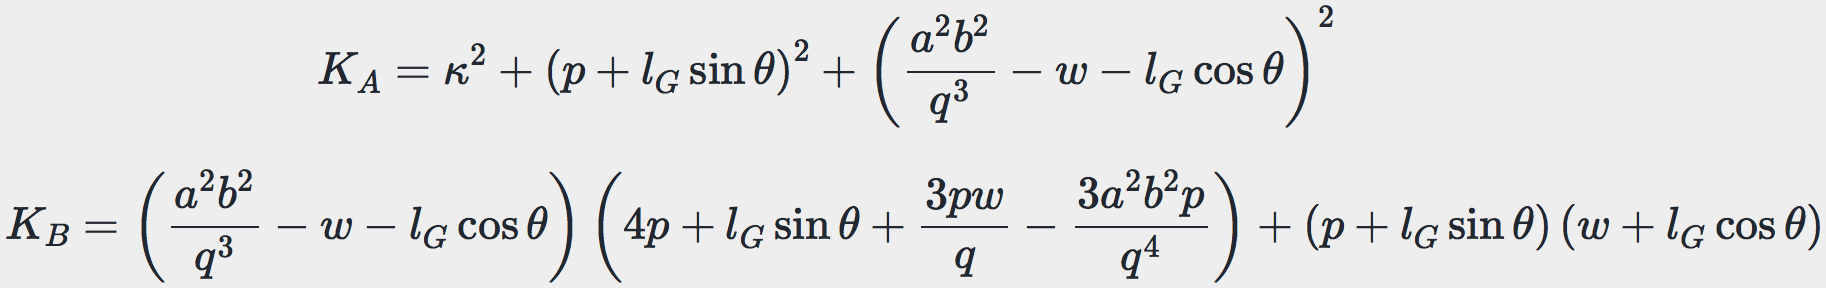 K_A = κ^2 + (p + l_G sin θ)^2 + (a^2b^2/q^3 − w − l_G cos θ)^2
K_B = (a^2b^2/q^3 − w − l_G cos θ) (4p + l_G sin θ + 3pw/q − 3a^2b^2p/q^4) + (p + l_G sin θ) (w + l_G cos θ)